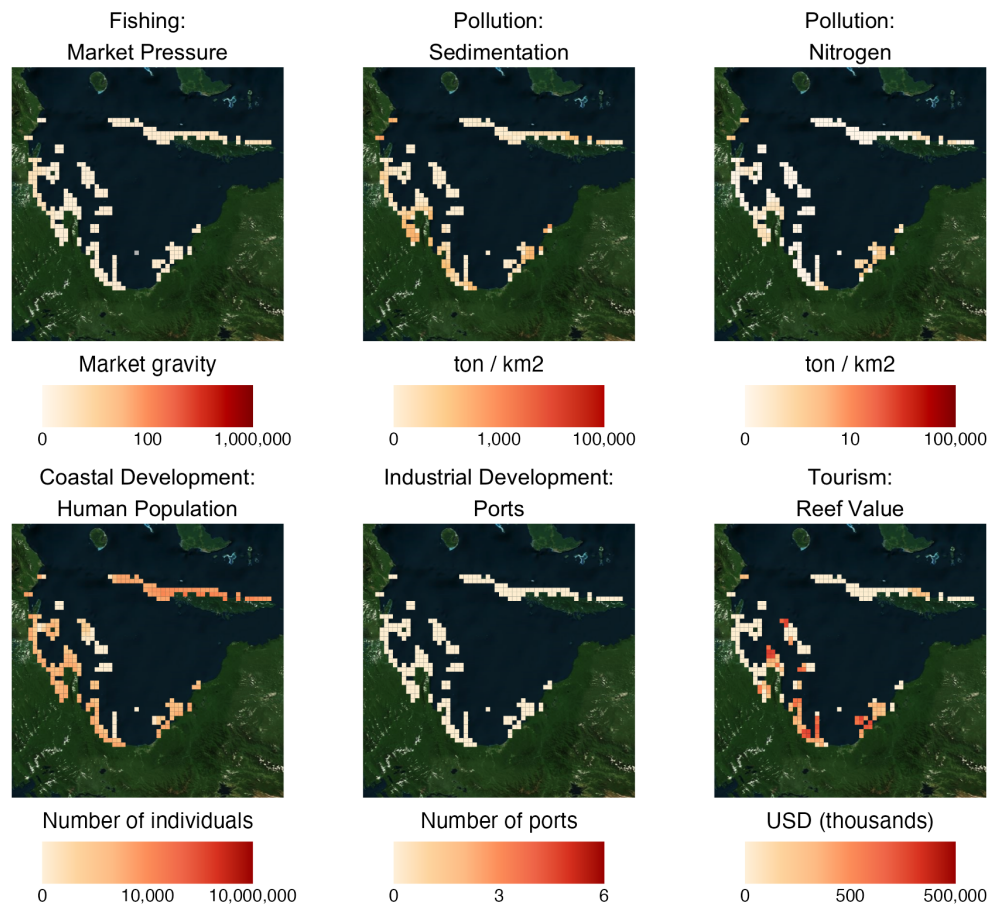 Fishing:
Market Pressure
Pollution:
Sedimentation
Pollution:
Nitrogen
Market gravity
0 100 1,000,000
ton / km2
0 1,000 100,000
ton / km2
0 10 100,000
Coastal Development:
Human Population
Industrial Development:
Ports
Tourism:
Reef Value
Number of individuals
0 10,000 10,000,000
Number of ports
0 3 6
USD (thousands)
0 500 500,000